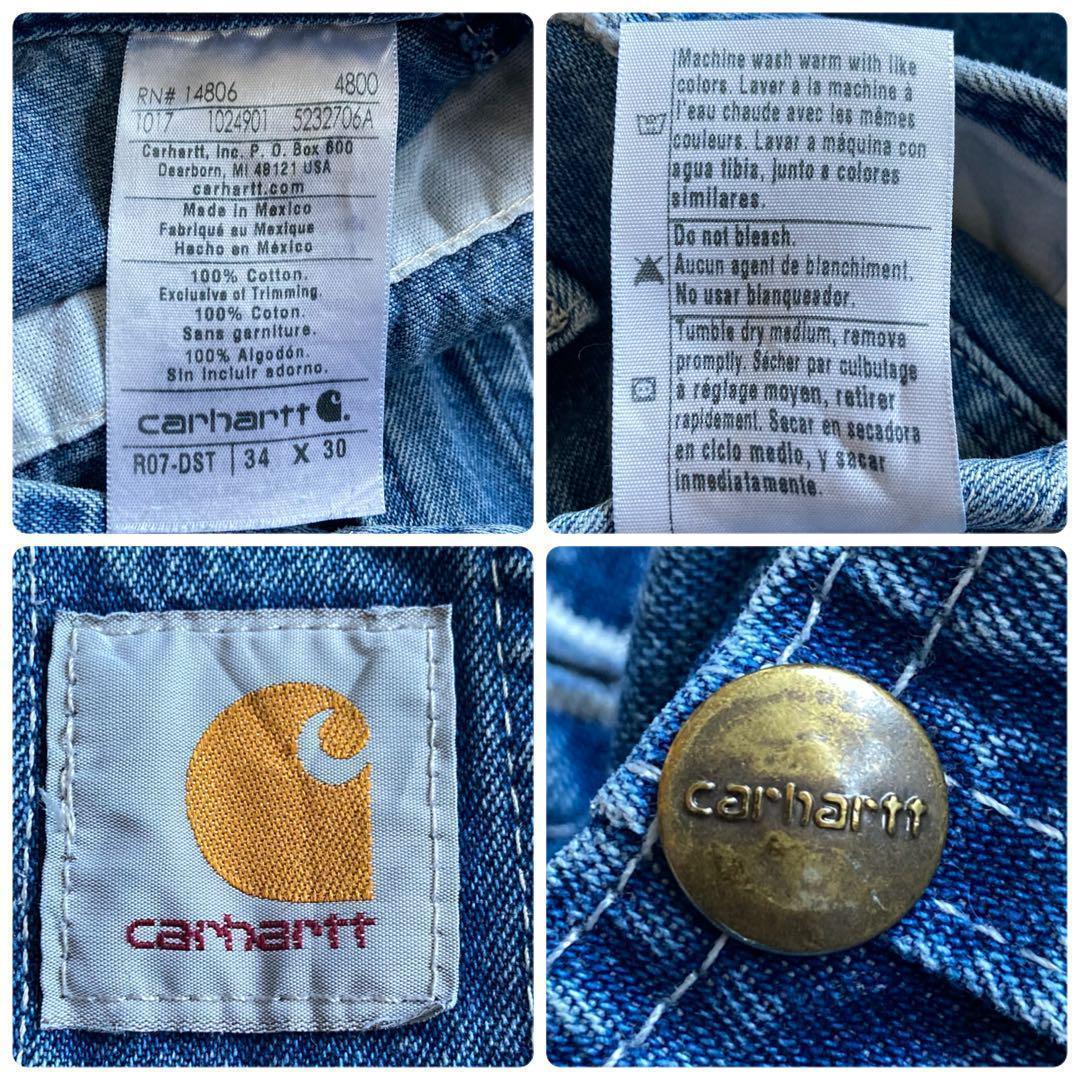 RN# 14806 4800
1017 1024901 5232706A
Carhartt, Inc. P. O. Box 600
Dearborn, MI 48121 USA
carhartt.com
Made in Mexico
Fabriqué au Mexique
Hecho en México
100% Cotton.
Exclusive of Trimming.
100% Coton.
Sans garniture.
100% Algodón.
Sin incluir adorno.
carhartt
R07-DST 34 X 30
Machine wash warm with like
colors. Laver à la machine à
l'eau chaude avec les mêmes
couleurs. Lavar a máquina con
agua tibia, junto a colores
similares.
Do not bleach.
Aucun agent de blanchiment.
No usar blanqueador.
Tumble dry medium, remove
promptly. Sécher par culbutage
à réglage moyen, retirer
rapidement. Secar en secadora
en ciclo medio, y sacar
inmediatamente.
carhartt
carhartt